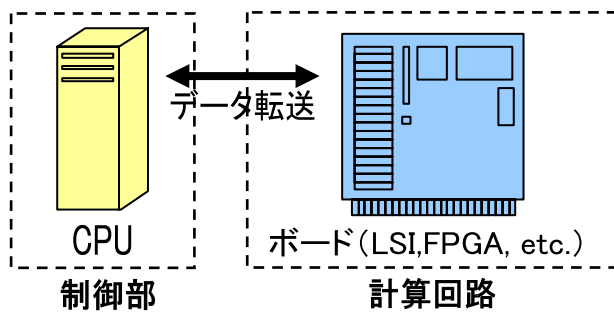 データ転送
CPU
ボード(LSI,FPGA, etc.)
制御部
計算回路